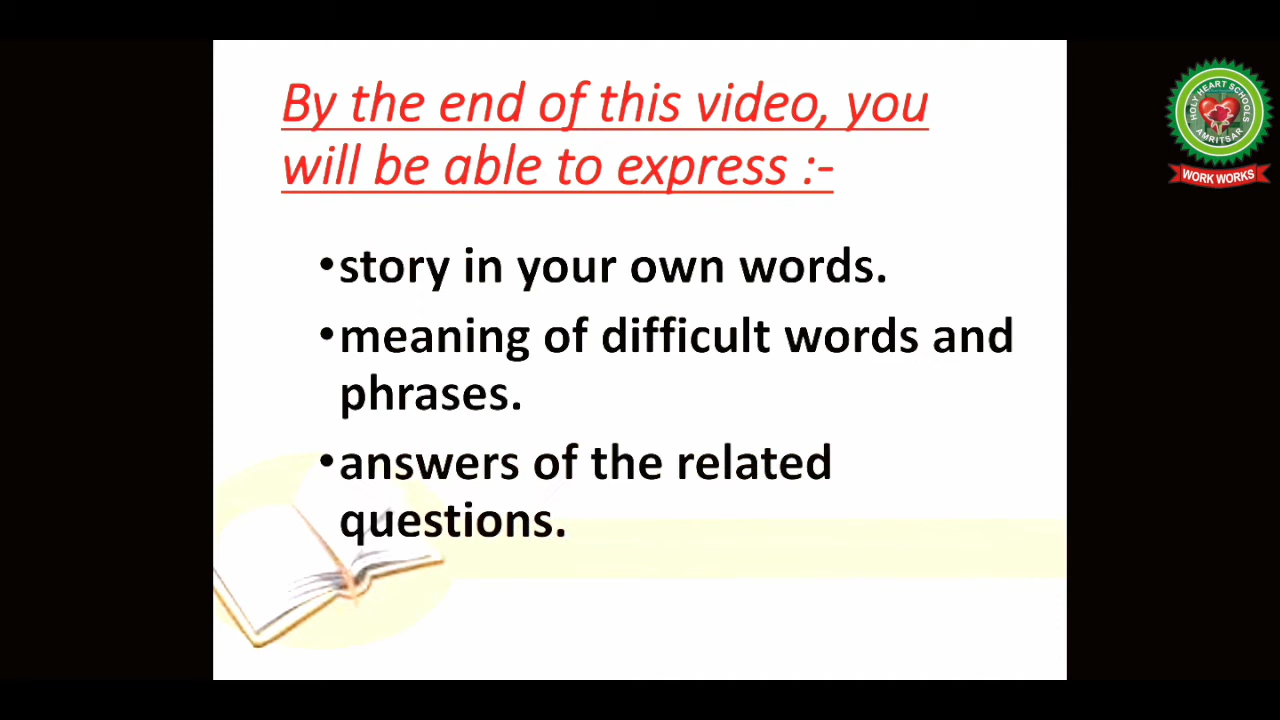 By the end of this video, you
will be able to express :-
•story in your own words.
•meaning of difficult words and
phrases.
•answers of the related
questions.
HOLY HEART SCHOOLS
AMRITSAR
WORK WORKS